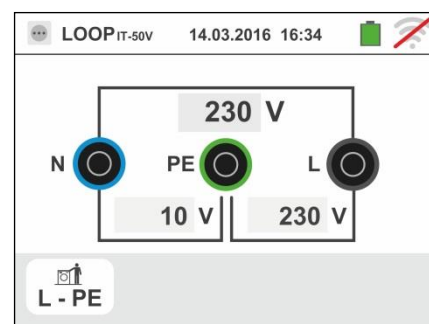 LOOP IT-50V 14.03.2016 16:34
230 V
N PE L
10 V 230 V
L - PE